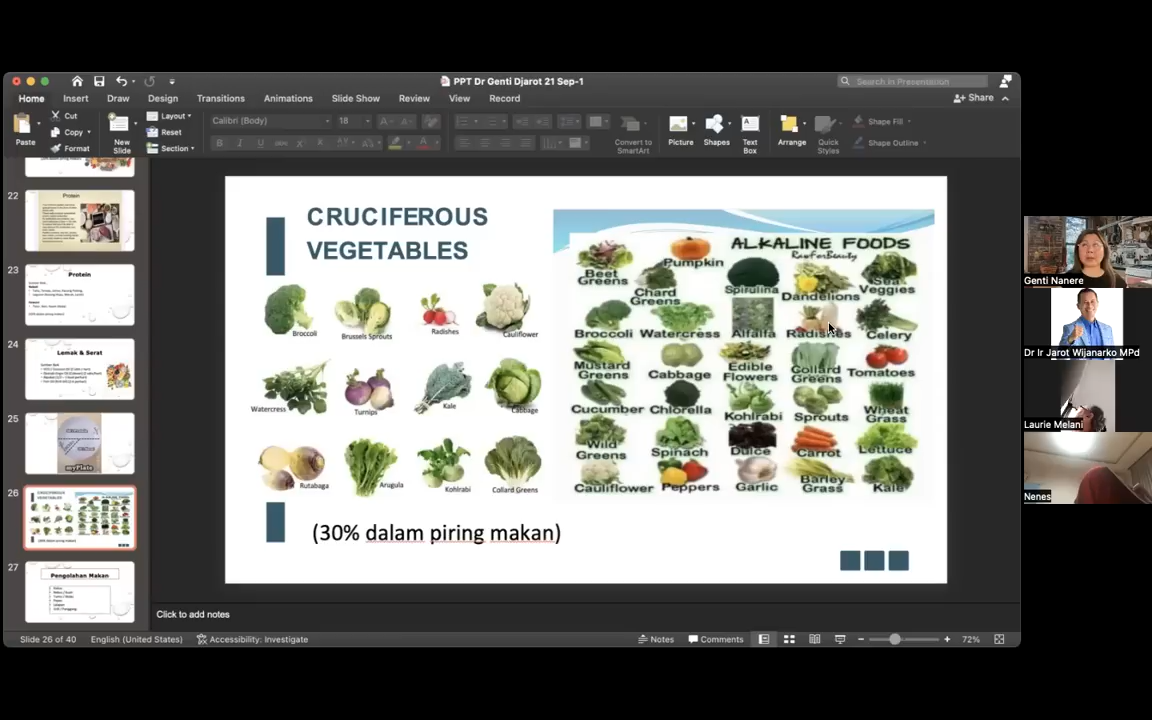 PPT Dr Genti Djarot 21 Sep-1
Search in Presentation
Home Insert Draw Design Transitions Animations Slide Show Review View Record
Share
Paste
Cut
Copy
Format
New
Slide
Layout
Reset
Section
Calibri (Body) 18
Convert to
SmartArt
Picture
Shapes
Text
Box
Arrange
Quick
Styles
Shape Fill
Shape Outline
22
Protein
23
Protein
24
Lemak & Serat
25
myPlate
26
CRUCIFEROUS
VEGETABLES
(30% dalam piring makan)
27
Pengolahan Makan
CRUCIFEROUS
VEGETABLES
Broccoli Brussels Sprouts Radishes Cauliflower
Watercress Turnips Kale Cabbage
Rutabaga Arugula Kohlrabi Collard Greens
(30% dalam piring makan)
ALKALINE FOODS
RawForBeauty
Beet
Greens
Chard
Greens
Pumpkin
Spirulina
Dandelions
Sea
Veggies
Broccoli Watercress Alfalfa Radishes Celery
Mustard
Greens
Cabbage
Edible
Flowers
Collard
Greens
Tomatoes
Cucumber Chlorella Kohlrabi Sprouts
Wheat
Grass
Wild
Greens
Spinach Dulce Carrot Lettuce
Cauliflower Peppers Garlic
Barley
Grass
Kale
Click to add notes
Slide 26 of 40 English (United States) Accessibility: Investigate
Notes Comments 72%
Genti Nanere
Dr Ir Jarot Wijanarko MPd
Laurie Melani
Nenes